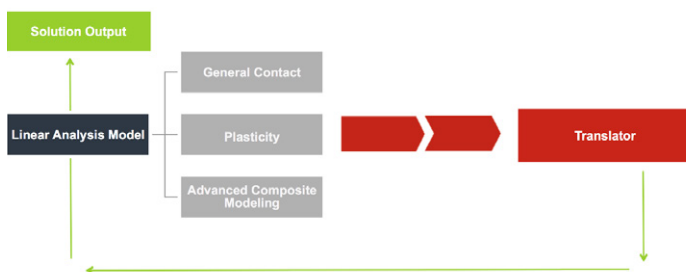 Solution Output
General Contact
Linear Analysis Model
Plasticity
Translator
Advanced Composite
Modeling